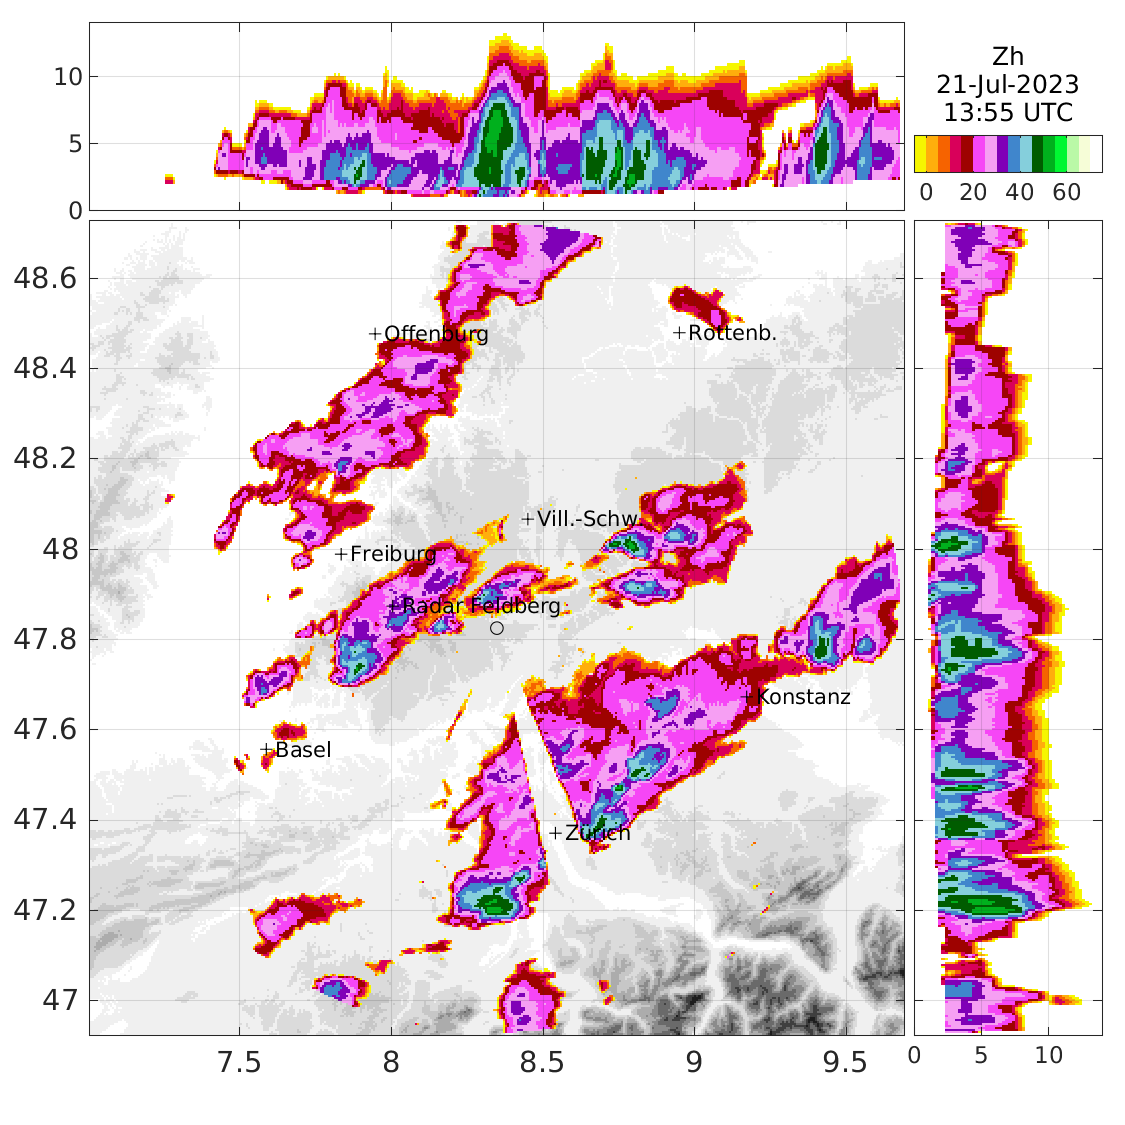 10
5
0
Zh
21-Jul-2023
13:55 UTC
0 20 40 60
48.6
48.4
48.2
48
47.8
47.6
47.4
47.2
47
+Offenburg
+Rottenb.
+Vill.-Schw.
+Freiburg
+Radar Feldberg
+Konstanz
+Basel
+Zürich
7.5 8 8.5 9 9.5
0 5 10